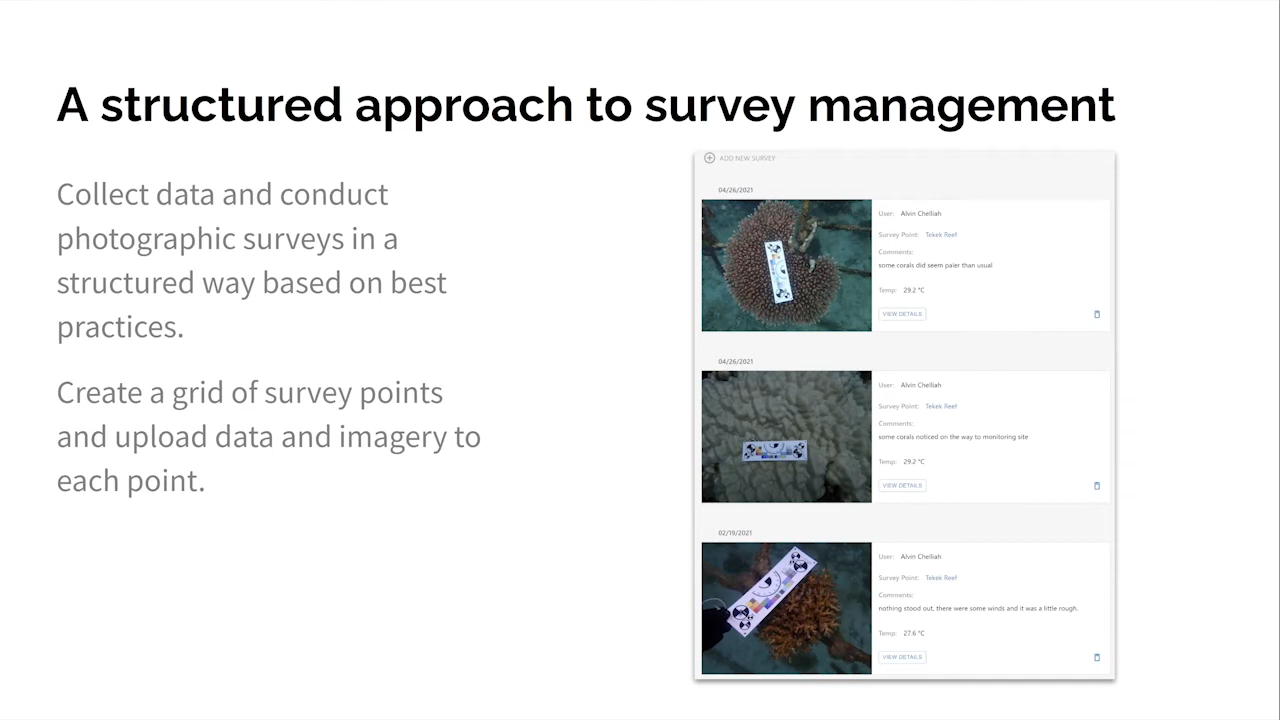 A structured approach to survey management
Collect data and conduct
photographic surveys in a
structured way based on best
practices.
Create a grid of survey points
and upload data and imagery to
each point.
ADD NEW SURVEY
04/26/2021
User: Alvin Chelliah
Survey Point: Tekek Reef
Comments:
some corals did seem paler than usual
Temp: 29.2 °C
VIEW DETAILS
04/26/2021
User: Alvin Chelliah
Survey Point: Tekek Reef
Comments:
some corals noticed on the way to monitoring site
Temp: 29.2 °C
VIEW DETAILS
02/19/2021
User: Alvin Chelliah
Survey Point: Tekek Reef
Comments:
nothing stood out, there were some winds and it was a little rough.
Temp: 27.6 °C
VIEW DETAILS